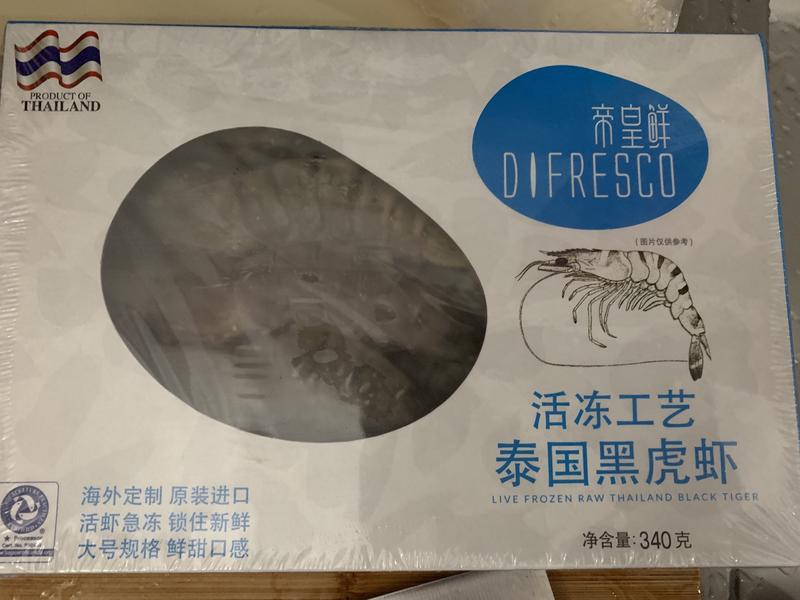 PRODUCT OF
THAILAND
帝皇鲜
DIFRESCO
(图片仅供参考)
活冻工艺
泰国黑虎虾
LIVE FROZEN RAW THAILAND BLACK TIGER
海外定制 原装进口
活虾急冻 锁住新鲜
大号规格 鲜甜口感
净含量:340克